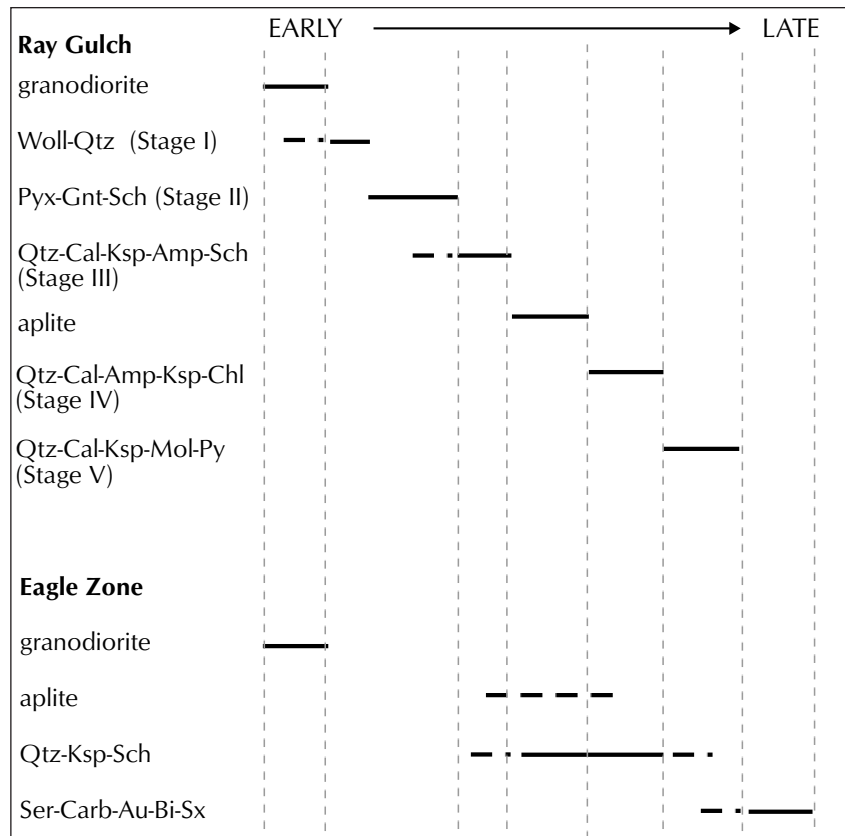 EARLY LATE
Ray Gulch
granodiorite
Woll-Qtz (Stage I)
Pyx-Gnt-Sch (Stage II)
Qtz-Cal-Ksp-Amp-Sch
(Stage III)
aplite
Qtz-Cal-Amp-Ksp-Chl
(Stage IV)
Qtz-Cal-Ksp-Mol-Py
(Stage V)
Eagle Zone
granodiorite
aplite
Qtz-Ksp-Sch
Ser-Carb-Au-Bi-Sx